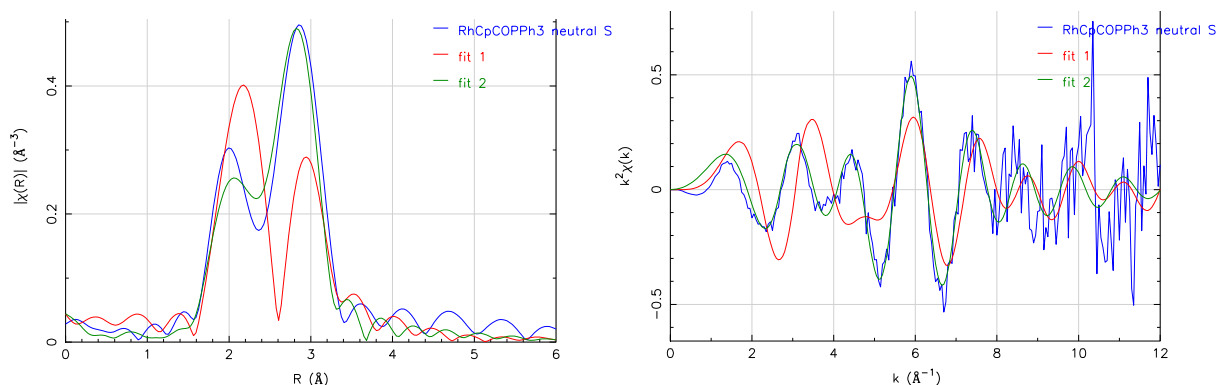 RhCpCOPPh3 neutral S
fit 1
fit 2
|χ(R)| (Å⁻³)
0.4
0.2
0
0 1 2 3 4 5 6
R (Å)
RhCpCOPPh3 neutral S
fit 1
fit 2
k²χ(k)
0.5
0
−0.5
0 2 4 6 8 10 12
k (Å⁻¹)